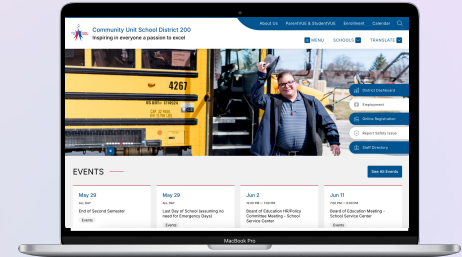 About Us ParentVUE & StudentVUE Enrollment Calendar
Community Unit School District 200
Inspiring in everyone a passion to excel
MENU SCHOOLS TRANSLATE
4267
District Dashboard
Employment
Online Registration
Report Safety Issue
Staff Directory
EVENTS
See All Events
May 29
ALL DAY
End of Second Semester
Events
May 29
ALL DAY
Last Day of School (assuming no
need for Emergency Days)
Events
Jun 2
Board of Education HR/Policy
Committee Meeting - School
Service Center
Jun 11
Board of Education Meeting -
School Service Center
Events
MacBook Pro